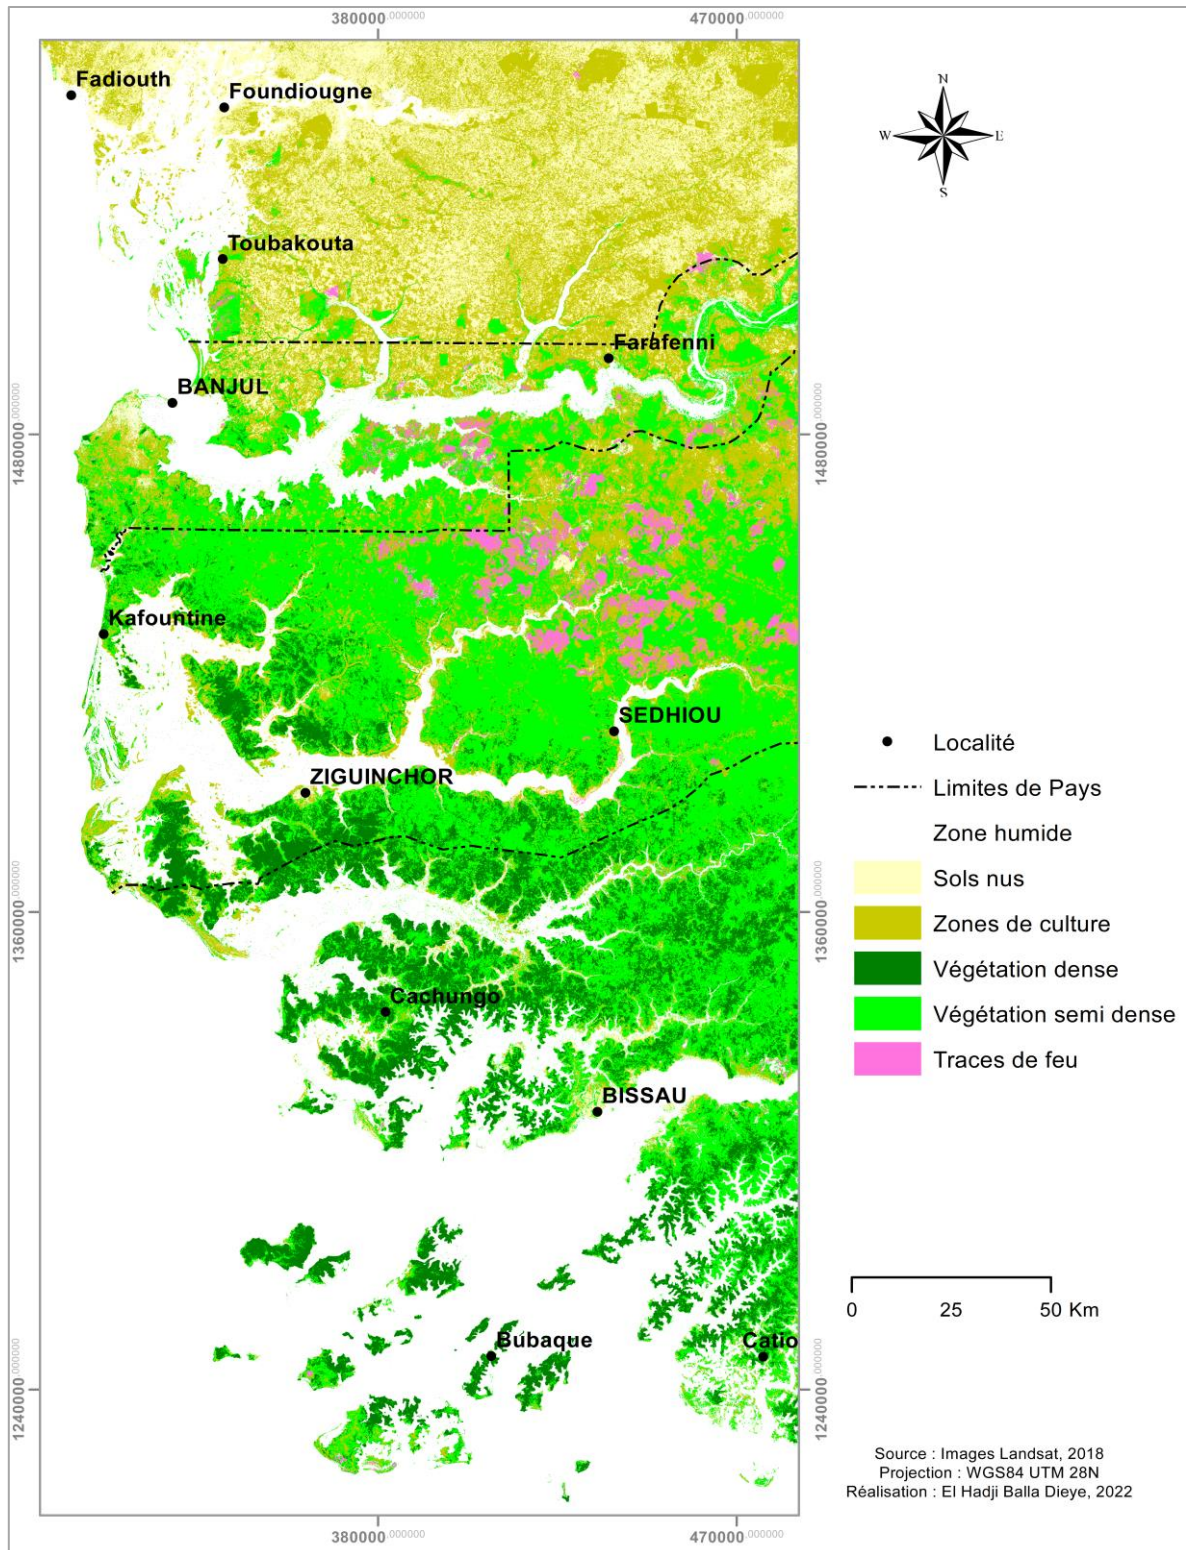 380000,000000
470000,000000
Fadiouth
Foundiougne
N
W
E
S
Toubakouta
Farafenni
BANJUL
1480000,000000
1480000,000000
Kafountine
SEDHIOU
ZIGUINCHOR
Localité
Limites de Pays
Zone humide
Sols nus
Zones de culture
Végétation dense
Végétation semi dense
Traces de feu
1360000,000000
1360000,000000
Cachungo
BISSAU
0 25 50 Km
Bubaque
Catio
1240000,000000
1240000,000000
Source : Images Landsat, 2018
Projection : WGS84 UTM 28N
Réalisation : El Hadji Balla Dieye, 2022
380000,000000
470000,000000